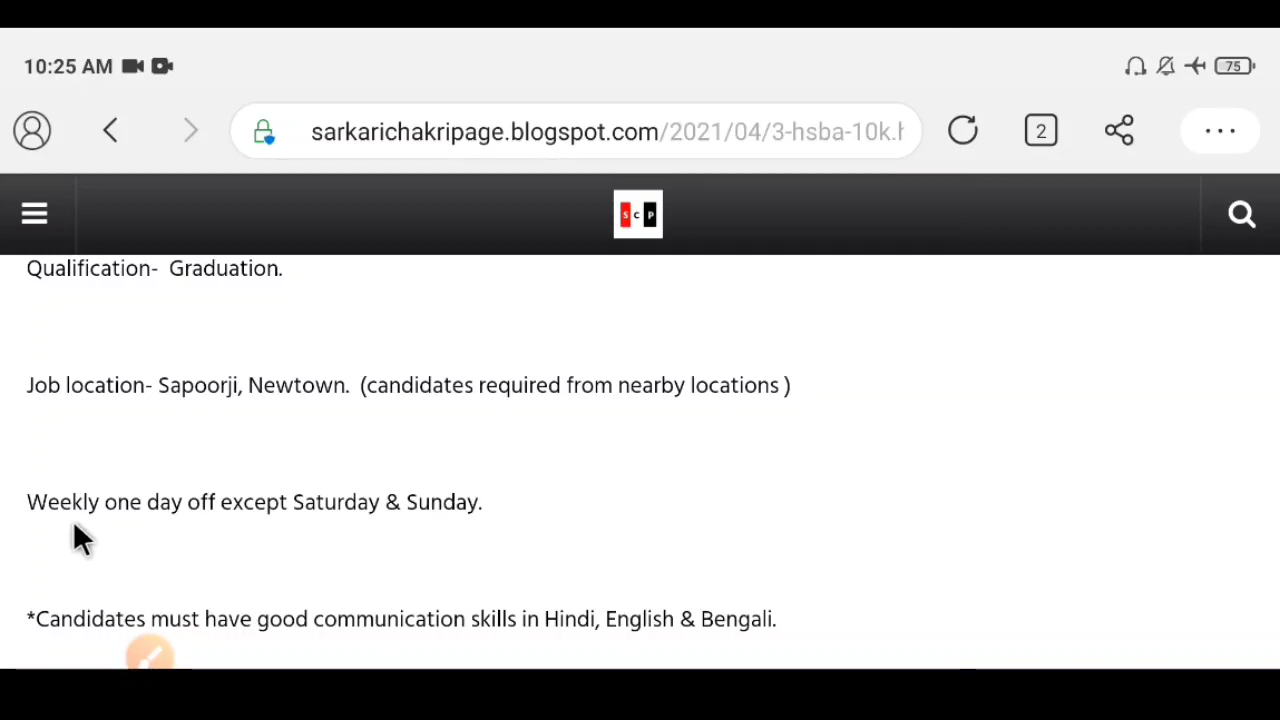 10:25 AM
75
sarkarichakripage.blogspot.com/2021/04/3-hsba-10k.h
2
S C P
Qualification-  Graduation.
Job location- Sapoorji, Newtown.  (candidates required from nearby locations )
Weekly one day off except Saturday & Sunday.
*Candidates must have good communication skills in Hindi, English & Bengali.